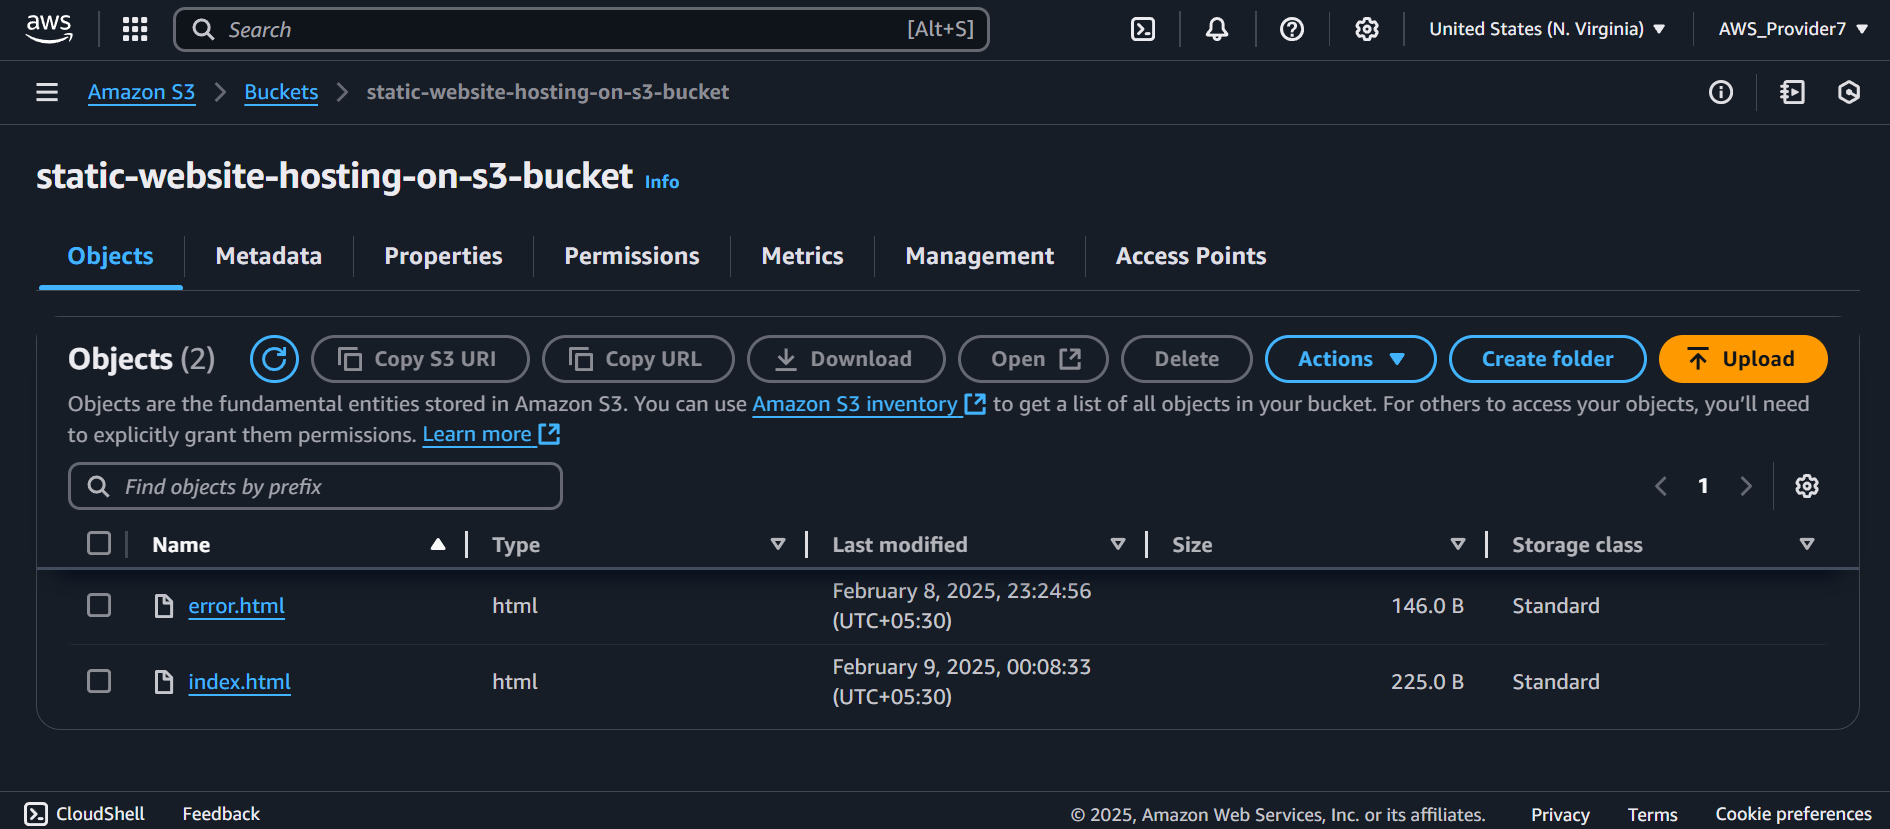 aws
Search [Alt+S]
United States (N. Virginia)
AWS_Provider7
Amazon S3 > Buckets > static-website-hosting-on-s3-bucket
static-website-hosting-on-s3-bucket Info
Objects Metadata Properties Permissions Metrics Management Access Points
Objects (2) Copy S3 URI Copy URL Download Open Delete Actions Create folder Upload
Objects are the fundamental entities stored in Amazon S3. You can use Amazon S3 inventory to get a list of all objects in your bucket. For others to access your objects, you’ll need
to explicitly grant them permissions. Learn more
Find objects by prefix
1
Name Type Last modified Size Storage class
error.html html February 8, 2025, 23:24:56 (UTC+05:30) 146.0 B Standard
index.html html February 9, 2025, 00:08:33 (UTC+05:30) 225.0 B Standard
CloudShell Feedback © 2025, Amazon Web Services, Inc. or its affiliates. Privacy Terms Cookie preferences